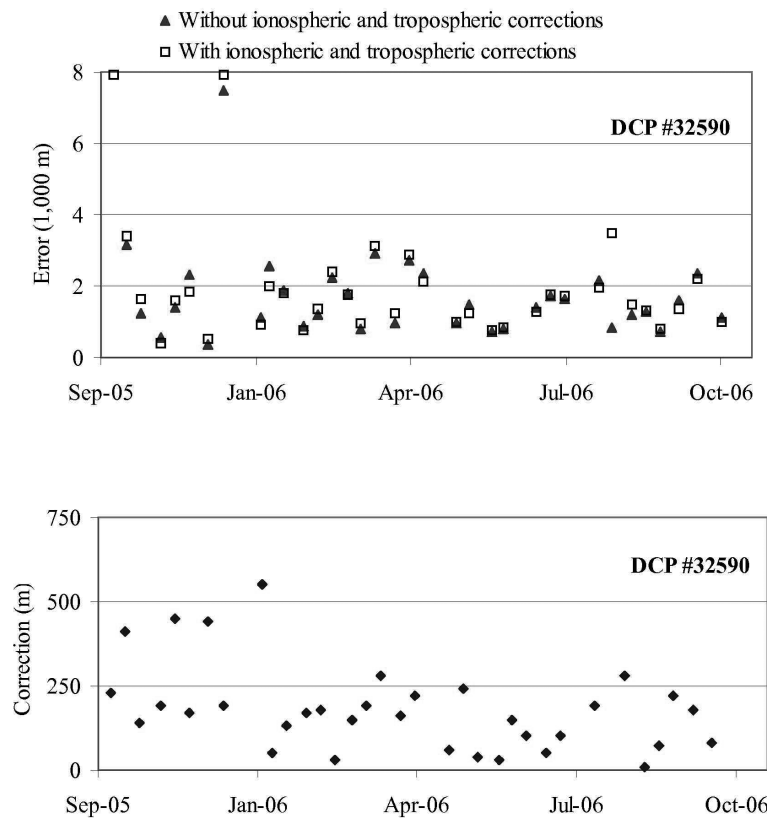 ▲ Without ionospheric and tropospheric corrections
□ With ionospheric and tropospheric corrections
8
DCP #32590
6
Error (1,000 m)
4
2
0
Sep-05 Jan-06 Apr-06 Jul-06 Oct-06
750
DCP #32590
Correction (m)
500
250
0
Sep-05 Jan-06 Apr-06 Jul-06 Oct-06